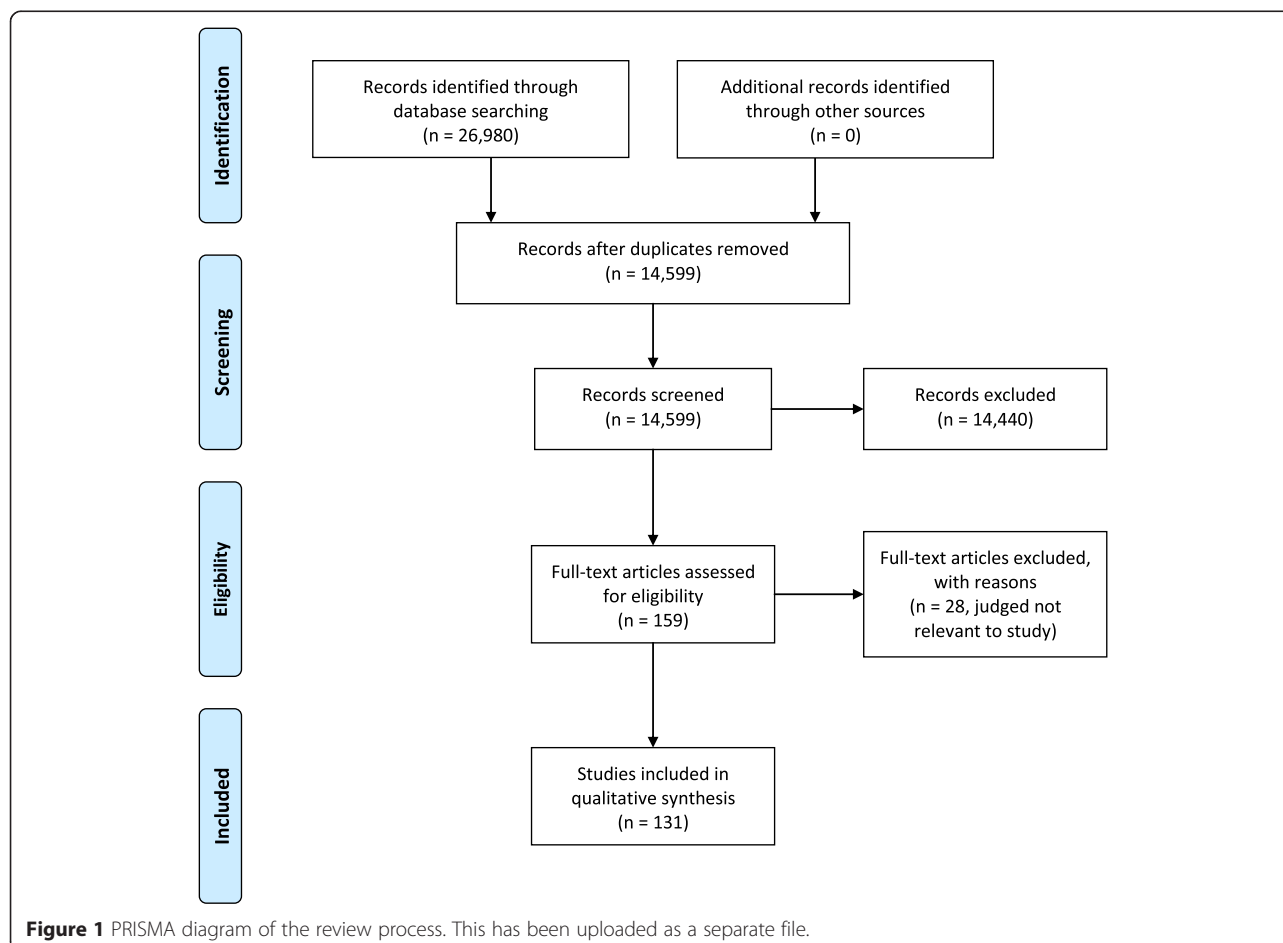 Identification
Records identified through
database searching
(n = 26,980)
Additional records identified
through other sources
(n = 0)
Records after duplicates removed
(n = 14,599)
Screening
Records screened
(n = 14,599)
Records excluded
(n = 14,440)
Eligibility
Full-text articles assessed
for eligibility
(n = 159)
Full-text articles excluded,
with reasons
(n = 28, judged not
relevant to study)
Included
Studies included in
qualitative synthesis
(n = 131)
Figure 1 PRISMA diagram of the review process. This has been uploaded as a separate file.